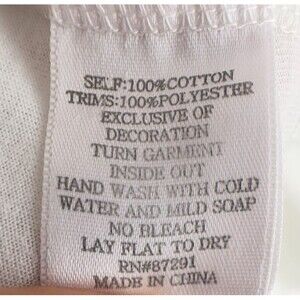 SELF:100%COTTON
TRIMS:100%POLYESTER
EXCLUSIVE OF
DECORATION
TURN GARMENT
INSIDE OUT
HAND WASH WITH COLD
WATER AND MILD SOAP
NO BLEACH
LAY FLAT TO DRY
RN#87291
MADE IN CHINA